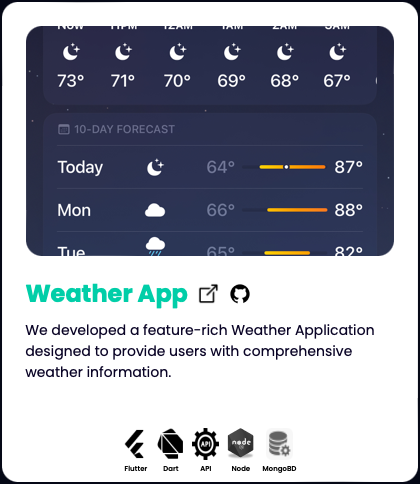 NOW 11PM 12AM 1AM 2AM 3AM
73° 71° 70° 69° 68° 67°
10-DAY FORECAST
Today 64° 87°
Mon 66° 88°
Tue 65° 82°
Weather App
We developed a feature-rich Weather Application
designed to provide users with comprehensive
weather information.
API
node
Flutter Dart API Node MongoBD